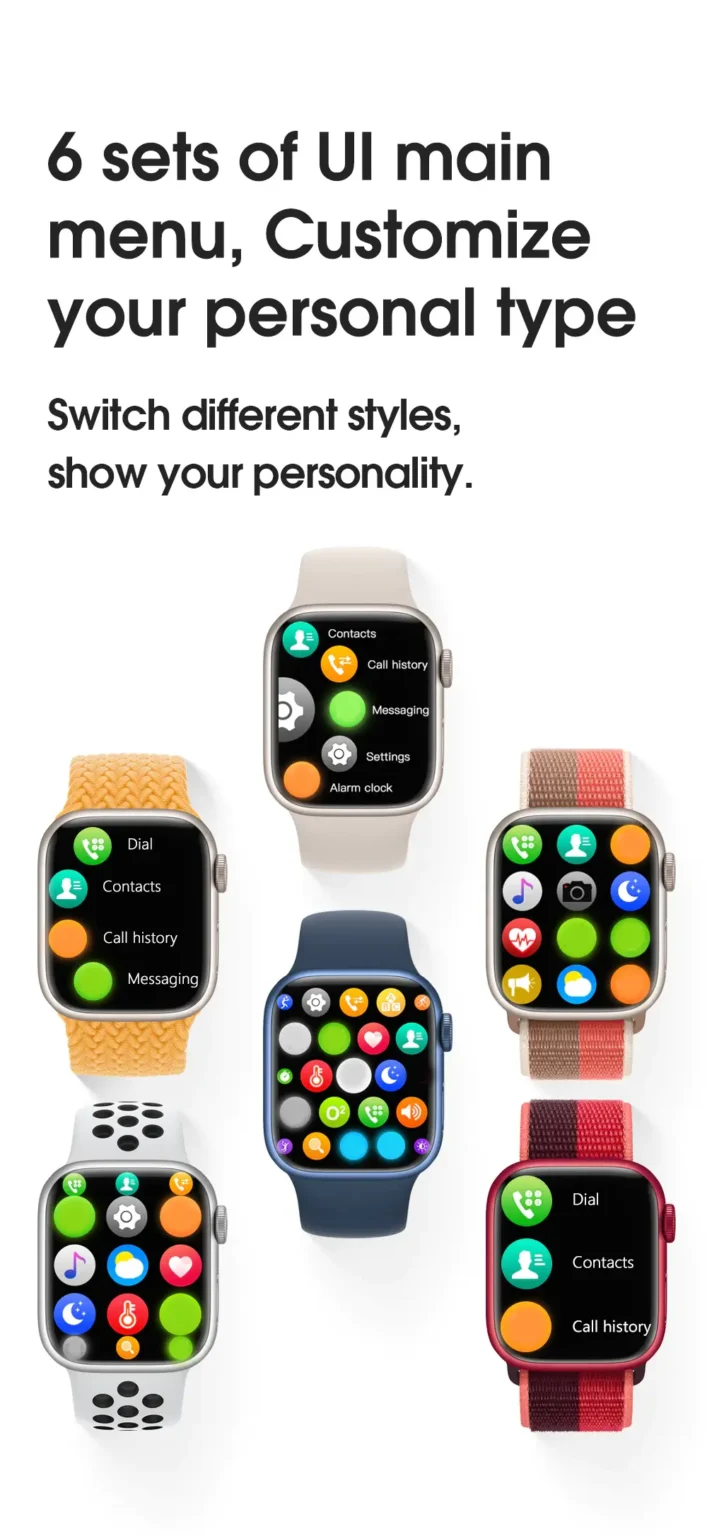 6 sets of UI main
menu, Customize
your personal type
Switch different styles,
show your personality.
Contacts
Call history
Messaging
Settings
Alarm clock
Dial
Contacts
Call history
Messaging
O2
Dial
Contacts
Call history